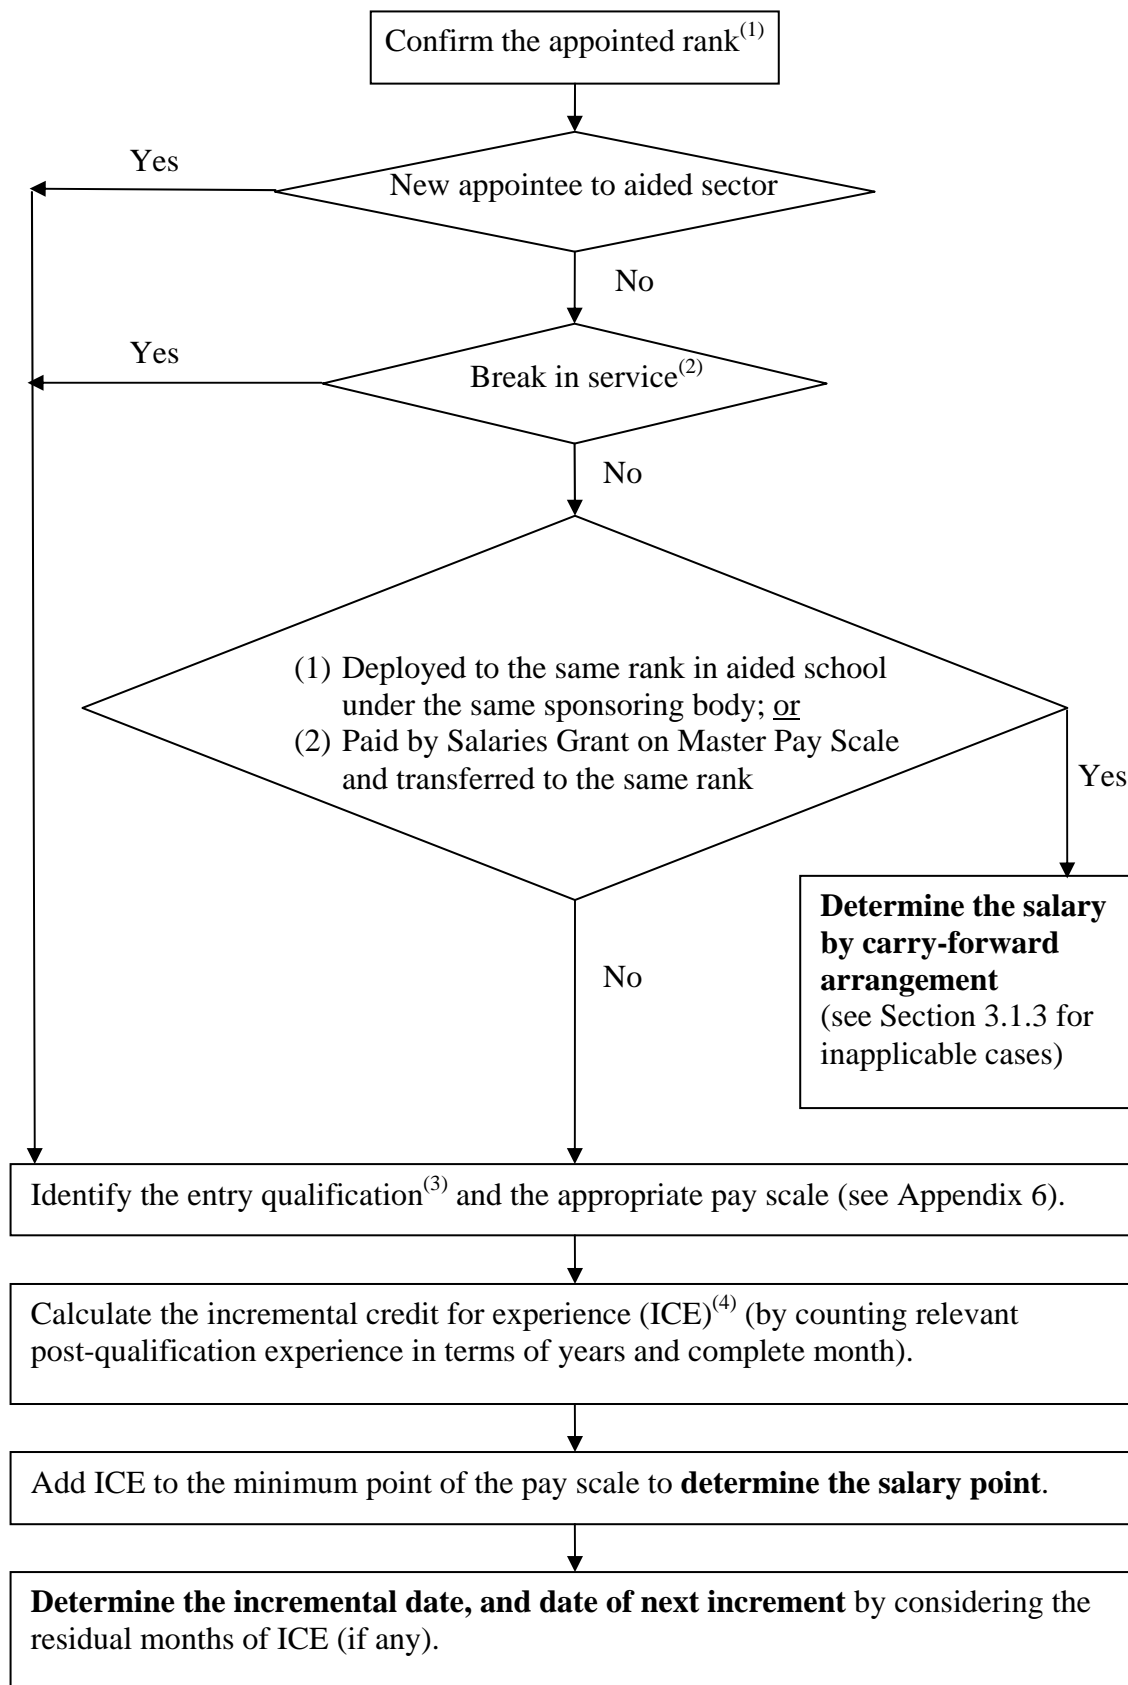 Confirm the appointed rank(1)
Yes
New appointee to aided sector
No
Yes
Break in service(2)
No
(1) Deployed to the same rank in aided school
under the same sponsoring body; or
(2) Paid by Salaries Grant on Master Pay Scale
and transferred to the same rank
Yes
Determine the salary
by carry-forward
arrangement
(see Section 3.1.3 for
inapplicable cases)
No
Identify the entry qualification(3) and the appropriate pay scale (see Appendix 6).
Calculate the incremental credit for experience (ICE)(4) (by counting relevant
post-qualification experience in terms of years and complete month).
Add ICE to the minimum point of the pay scale to determine the salary point.
Determine the incremental date, and date of next increment by considering the
residual months of ICE (if any).